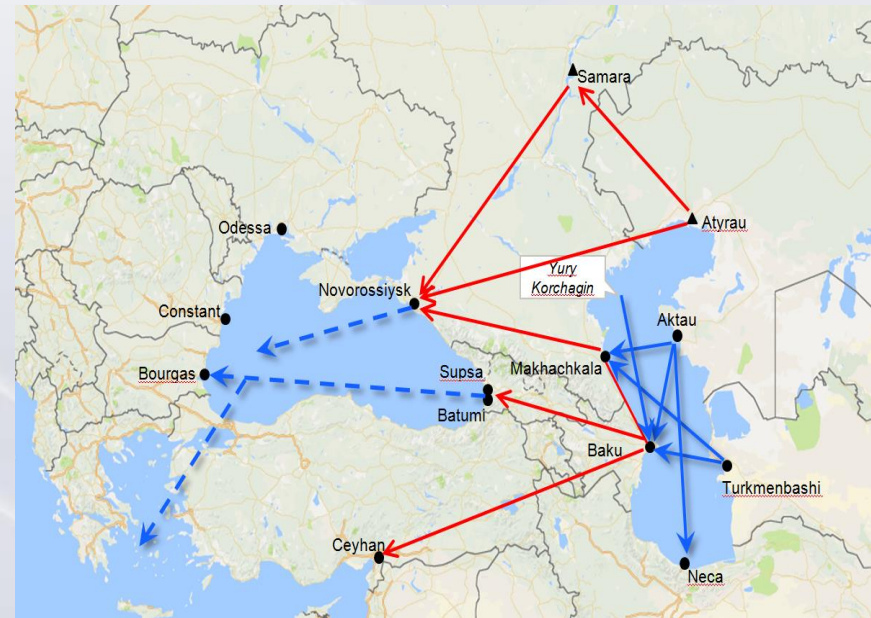 Samara
Atyrau
Odessa
Yury
Korchagin
Novorossiysk
Constant
Aktau
Bourgas
Supsa
Makhachkala
Batumi
Baku
Turkmenbashi
Ceyhan
Neca